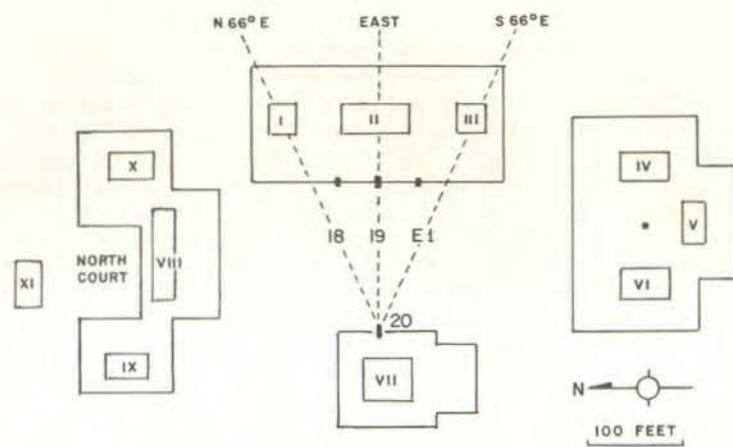 N 66° E
EAST
S 66° E
I
II
III
X
IV
VIII
V
NORTH
COURT
XI
VI
18
19
E1
20
IX
VII
N
100 FEET